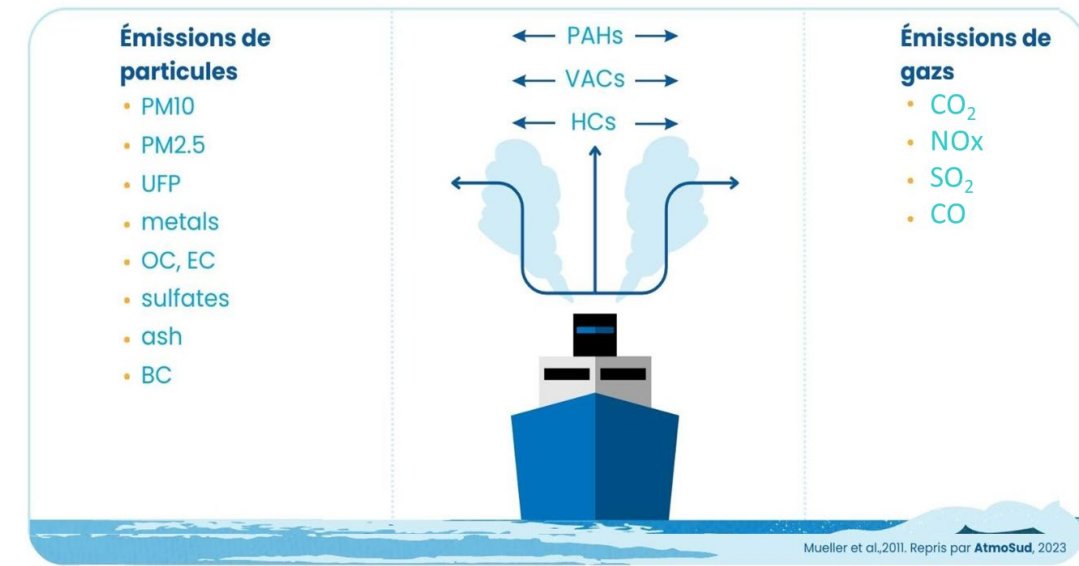 Émissions de
particules
• PM10
• PM2.5
• UFP
• metals
• OC, EC
• sulfates
• ash
• BC
PAHs
VACs
HCs
Émissions de
gazs
• CO₂
• NOx
• SO₂
• CO
Mueller et al.,2011. Repris par AtmoSud, 2023